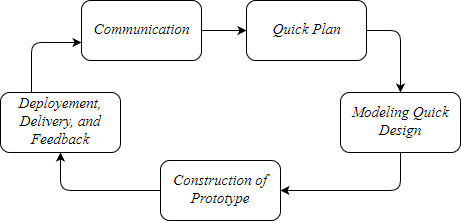 Communication
Quick Plan
Modeling Quick
Design
Construction of
Prototype
Deployement,
Delivery, and
Feedback